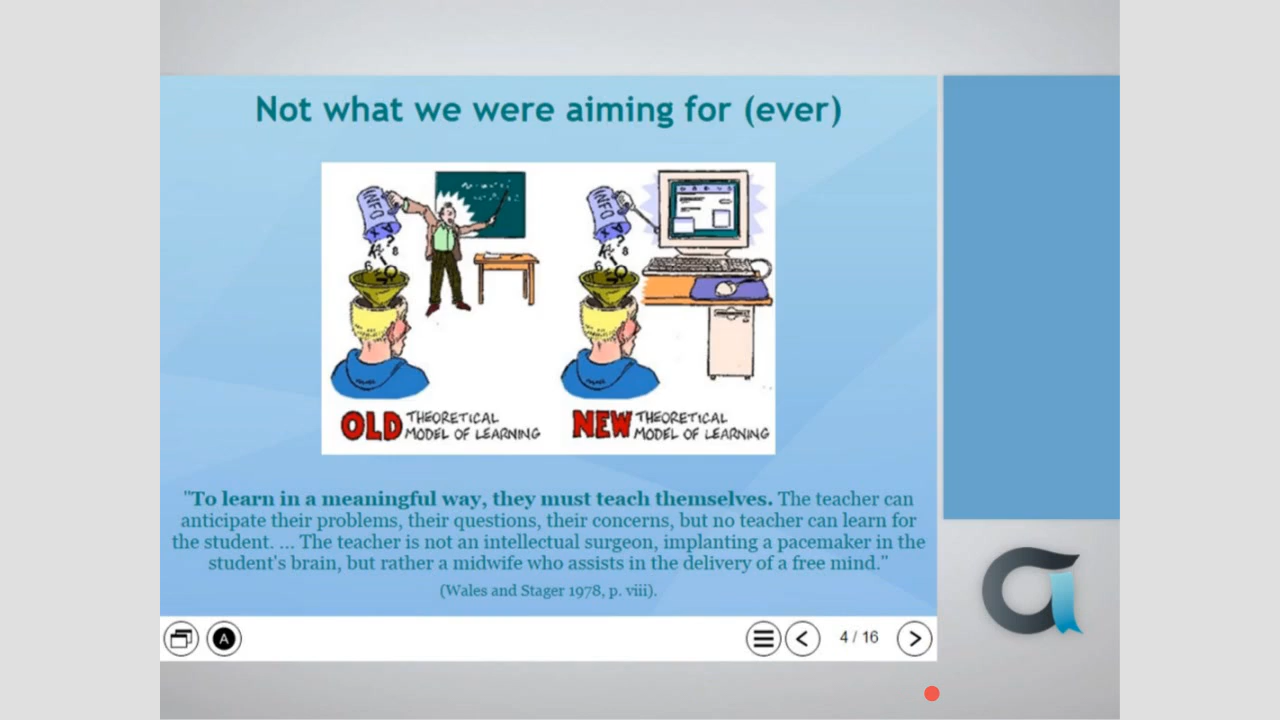 Not what we were aiming for (ever)
INFO
INFO
OLD THEORETICAL
MODEL OF LEARNING
NEW THEORETICAL
MODEL OF LEARNING
"To learn in a meaningful way, they must teach themselves. The teacher can
anticipate their problems, their questions, their concerns, but no teacher can learn for
the student. ... The teacher is not an intellectual surgeon, implanting a pacemaker in the
student's brain, but rather a midwife who assists in the delivery of a free mind."
(Wales and Stager 1978, p. viii).
A
4 / 16